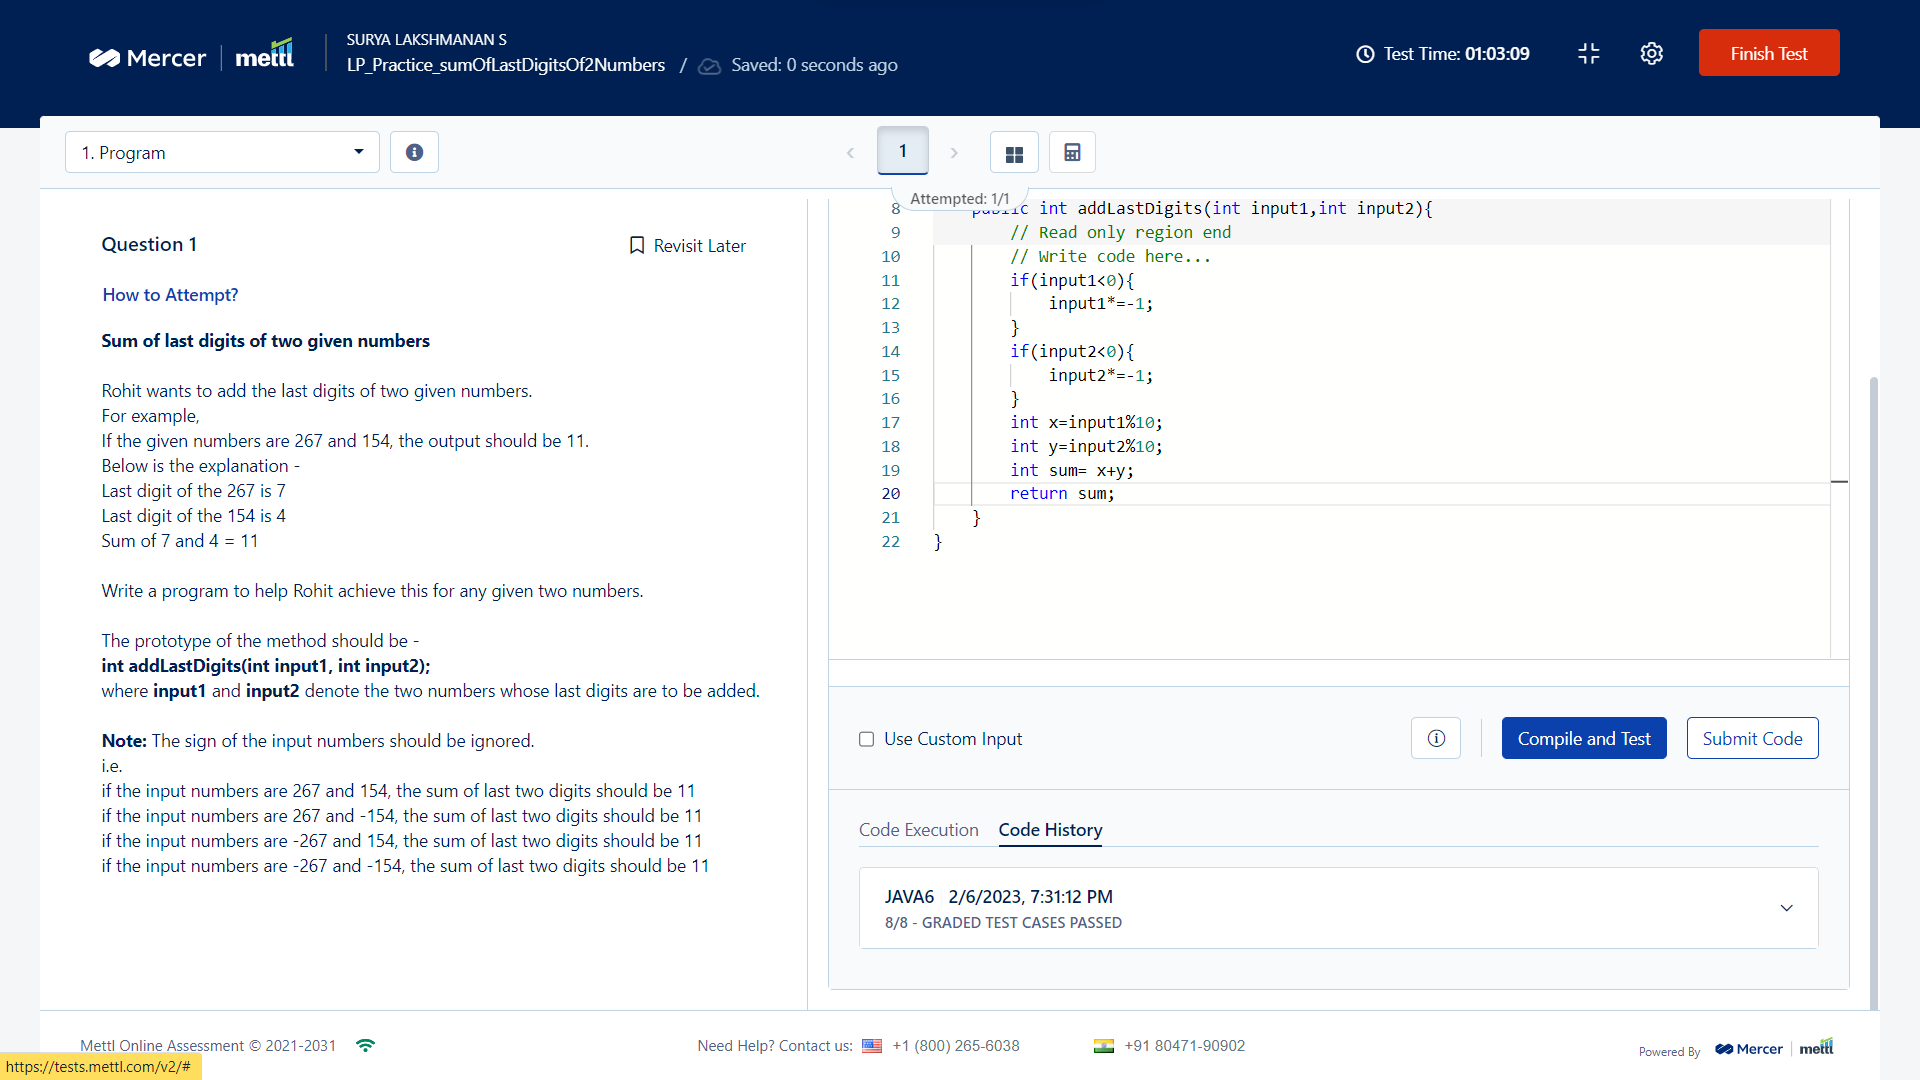 Mercer
mettl
SURYA LAKSHMANAN S
LP_Practice_sumOfLastDigitsOf2Numbers / Saved: 0 seconds ago
Test Time: 01:03:09
Finish Test
1. Program
1
Attempted: 1/1
Question 1
Revisit Later
How to Attempt?
Sum of last digits of two given numbers
Rohit wants to add the last digits of two given numbers.
For example,
If the given numbers are 267 and 154, the output should be 11.
Below is the explanation -
Last digit of the 267 is 7
Last digit of the 154 is 4
Sum of 7 and 4 = 11
Write a program to help Rohit achieve this for any given two numbers.
The prototype of the method should be -
int addLastDigits(int input1, int input2);
where input1 and input2 denote the two numbers whose last digits are to be added.
Note: The sign of the input numbers should be ignored.
i.e.
if the input numbers are 267 and 154, the sum of last two digits should be 11
if the input numbers are 267 and -154, the sum of last two digits should be 11
if the input numbers are -267 and 154, the sum of last two digits should be 11
if the input numbers are -267 and -154, the sum of last two digits should be 11
8 public int addLastDigits(int input1,int input2){
9 // Read only region end
10 // Write code here...
11 if(input1<0){
12 input1*=-1;
13 }
14 if(input2<0){
15 input2*=-1;
16 }
17 int x=input1%10;
18 int y=input2%10;
19 int sum= x+y;
20 return sum;
21 }
22 }
Use Custom Input
Compile and Test
Submit Code
Code Execution
Code History
JAVA6 2/6/2023, 7:31:12 PM
8/8 - GRADED TEST CASES PASSED
Mettl Online Assessment © 2021-2031
Need Help? Contact us: +1 (800) 265-6038
+91 80471-90902
Powered By Mercer mettl
https://tests.mettl.com/v2/#